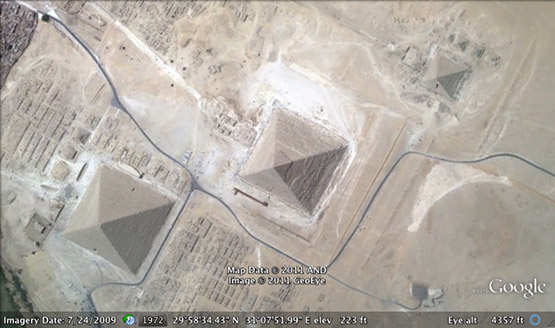 Map Data © 2011 AND
Image © 2011 GeoEye
Google
Imagery Date: 7/24/2009 1972 29°58'34.43" N 31°07'51.99" E elev 223 ft Eye alt 4357 ft